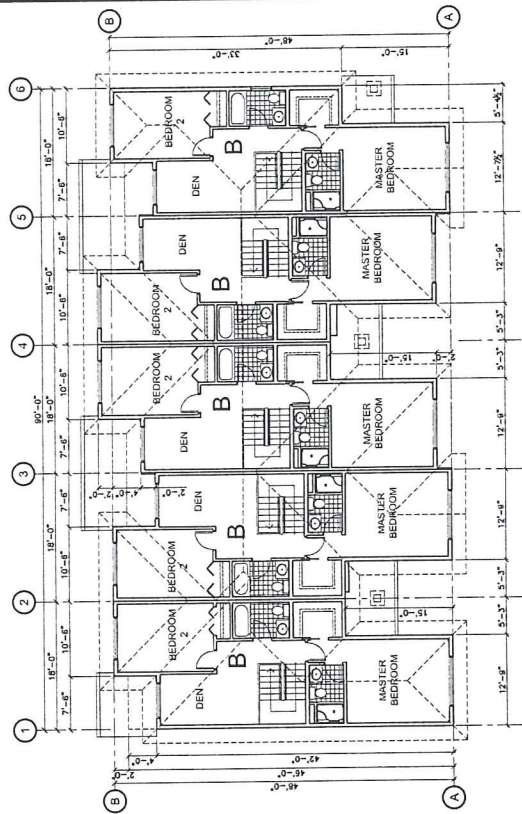 B
B
48'-0"
33'-0"
15'-0"
A
6
5
4
3
2
1
90'-0"
18'-0"
18'-0"
18'-0"
18'-0"
18'-0"
10'-6"
7'-6"
7'-6"
10'-6"
10'-6"
7'-6"
7'-6"
10'-6"
10'-6"
7'-6"
2'-0"
4'-0"
2'-0"
BEDROOM 2
DEN
B
MASTER BEDROOM
BEDROOM 2
DEN
B
MASTER BEDROOM
BEDROOM 2
DEN
B
MASTER BEDROOM
BEDROOM 2
DEN
B
MASTER BEDROOM
BEDROOM 2
DEN
B
MASTER BEDROOM
15'-0"
2'-0"
15'-0"
5'-4½"
12'-7½"
12'-9"
5'-3"
5'-3"
12'-9"
12'-9"
5'-3"
5'-3"
12'-9"
2'-0"
4'-0"
42'-0"
46'-0"
48'-0"
B
A